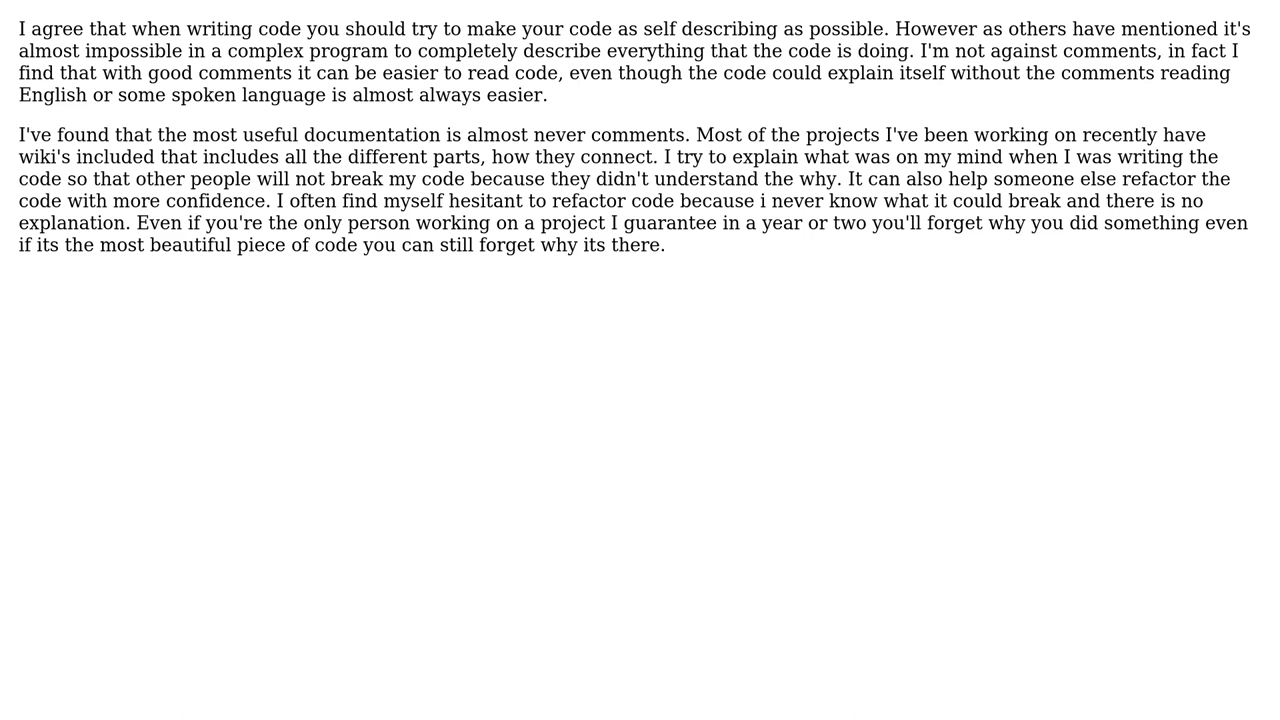 I agree that when writing code you should try to make your code as self describing as possible. However as others have mentioned it's
almost impossible in a complex program to completely describe everything that the code is doing. I'm not against comments, in fact I
find that with good comments it can be easier to read code, even though the code could explain itself without the comments reading
English or some spoken language is almost always easier.
I've found that the most useful documentation is almost never comments. Most of the projects I've been working on recently have
wiki's included that includes all the different parts, how they connect. I try to explain what was on my mind when I was writing the
code so that other people will not break my code because they didn't understand the why. It can also help someone else refactor the
code with more confidence. I often find myself hesitant to refactor code because i never know what it could break and there is no
explanation. Even if you're the only person working on a project I guarantee in a year or two you'll forget why you did something even
if its the most beautiful piece of code you can still forget why its there.